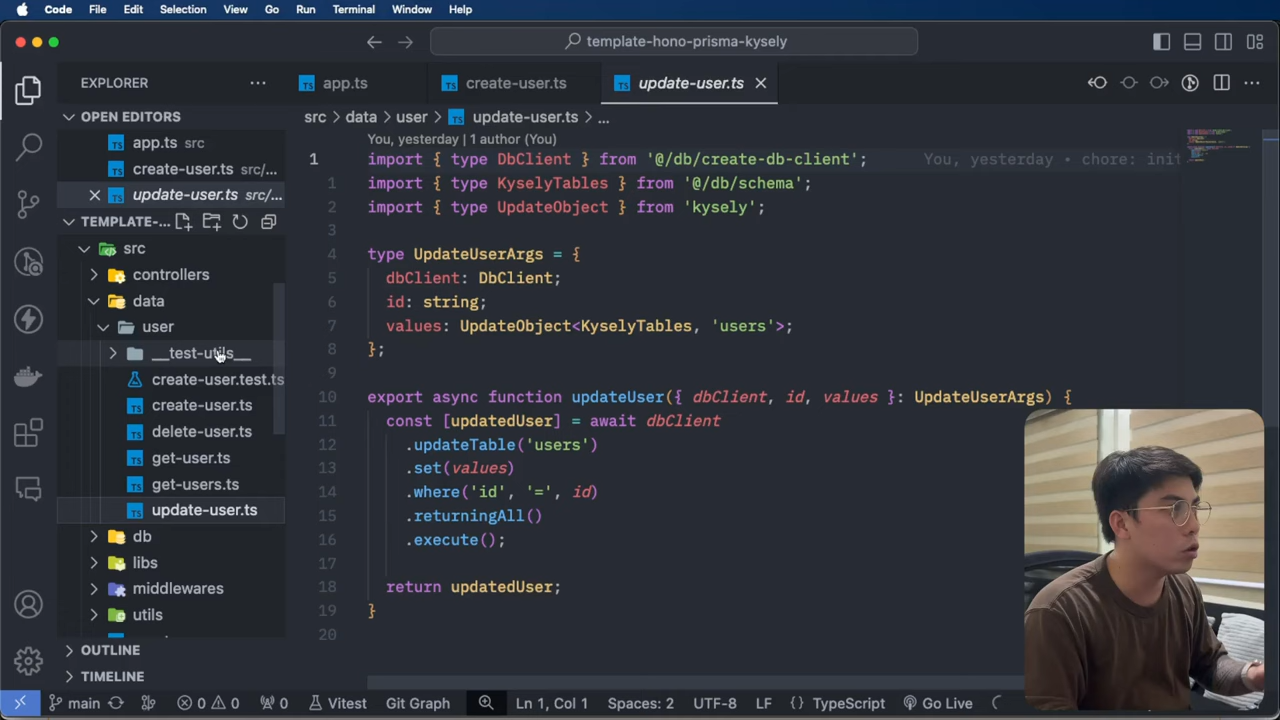 Code File Edit Selection View Go Run Terminal Window Help
template-hono-prisma-kysely
EXPLORER
OPEN EDITORS
app.ts src
create-user.ts src/...
update-user.ts src/...
TEMPLATE-...
src
controllers
data
user
__test-utils__
create-user.test.ts
create-user.ts
delete-user.ts
get-user.ts
get-users.ts
update-user.ts
db
libs
middlewares
utils
OUTLINE
TIMELINE
app.ts create-user.ts update-user.ts
src data user update-user.ts ...
You, yesterday | 1 author (You)
1 import { type DbClient } from '@/db/create-db-client'; You, yesterday • chore: init
1 import { type KyselyTables } from '@/db/schema';
2 import { type UpdateObject } from 'kysely';
3
4 type UpdateUserArgs = {
5 dbClient: DbClient;
6 id: string;
7 values: UpdateObject<KyselyTables, 'users'>;
8 };
9
10 export async function updateUser({ dbClient, id, values }: UpdateUserArgs) {
11 const [updatedUser] = await dbClient
12 .updateTable('users')
13 .set(values)
14 .where('id', '=', id)
15 .returningAll()
16 .execute();
17
18 return updatedUser;
19 }
20
main 0 0 0 Vitest Git Graph Ln 1, Col 1 Spaces: 2 UTF-8 LF {} TypeScript Go Live